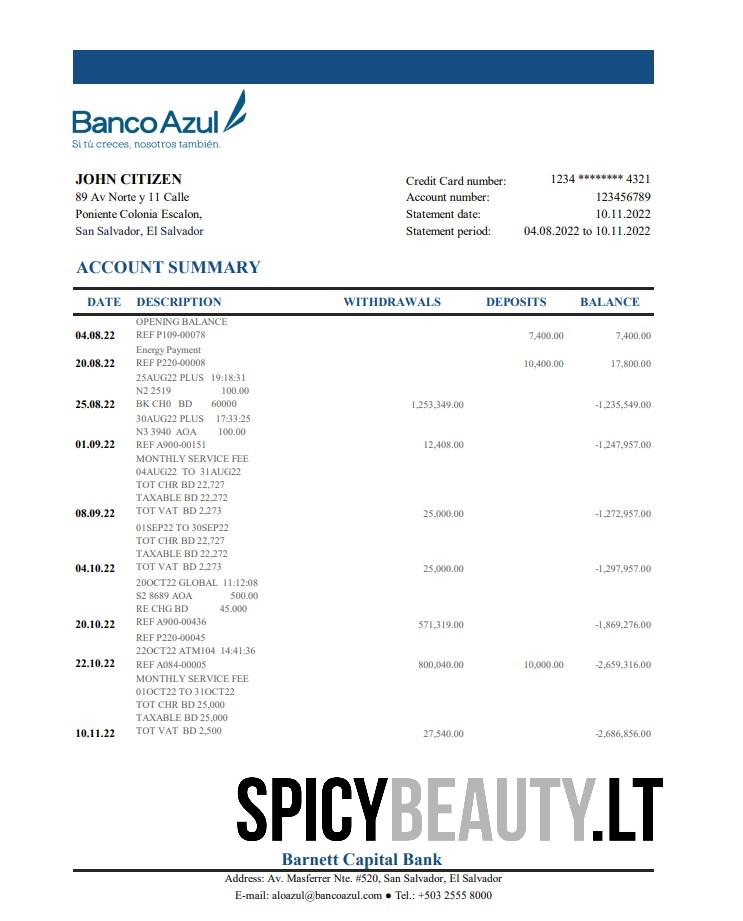 Banco Azul
Si tú creces, nosotros también.
JOHN CITIZEN
89 Av Norte y 11 Calle
Poniente Colonia Escalon,
San Salvador, El Salvador
Credit Card number: 1234 ******** 4321
Account number: 123456789
Statement date: 10.11.2022
Statement period: 04.08.2022 to 10.11.2022
ACCOUNT SUMMARY
DATE DESCRIPTION WITHDRAWALS DEPOSITS BALANCE
OPENING BALANCE
04.08.22 REF P109-00078 7,400.00 7,400.00
Energy Payment
20.08.22 REF P220-00008 10,400.00 17,800.00
25AUG22 PLUS 19:18:31
N2 2519 100.00
25.08.22 BK CH0 BD 60000 1,253,349.00 -1,235,549.00
30AUG22 PLUS 17:33:25
N3 3940 AOA 100.00
01.09.22 REF A900-00151 12,408.00 -1,247,957.00
MONTHLY SERVICE FEE
04AUG22 TO 31AUG22
TOT CHR BD 22,727
TAXABLE BD 22,272
08.09.22 TOT VAT BD 2,273 25,000.00 -1,272,957.00
01SEP22 TO 30SEP22
TOT CHR BD 22,727
TAXABLE BD 22,272
04.10.22 TOT VAT BD 2,273 25,000.00 -1,297,957.00
20OCT22 GLOBAL 11:12:08
S2 8689 AOA 500.00
RE CHG BD 45.000
20.10.22 REF A900-00436 571,319.00 -1,869,276.00
REF P220-00045
22OCT22 ATM104 14:41:36
22.10.22 REF A084-00005 800,040.00 10,000.00 -2,659,316.00
MONTHLY SERVICE FEE
01OCT22 TO 31OCT22
TOT CHR BD 25,000
TAXABLE BD 25,000
10.11.22 TOT VAT BD 2,500 27,540.00 -2,686,856.00
SPICYBEAUTY.LT
Barnett Capital Bank
Address: Av. Masferrer Nte. #520, San Salvador, El Salvador
E-mail: aloazul@bancoazul.com ● Tel.: +503 2555 8000